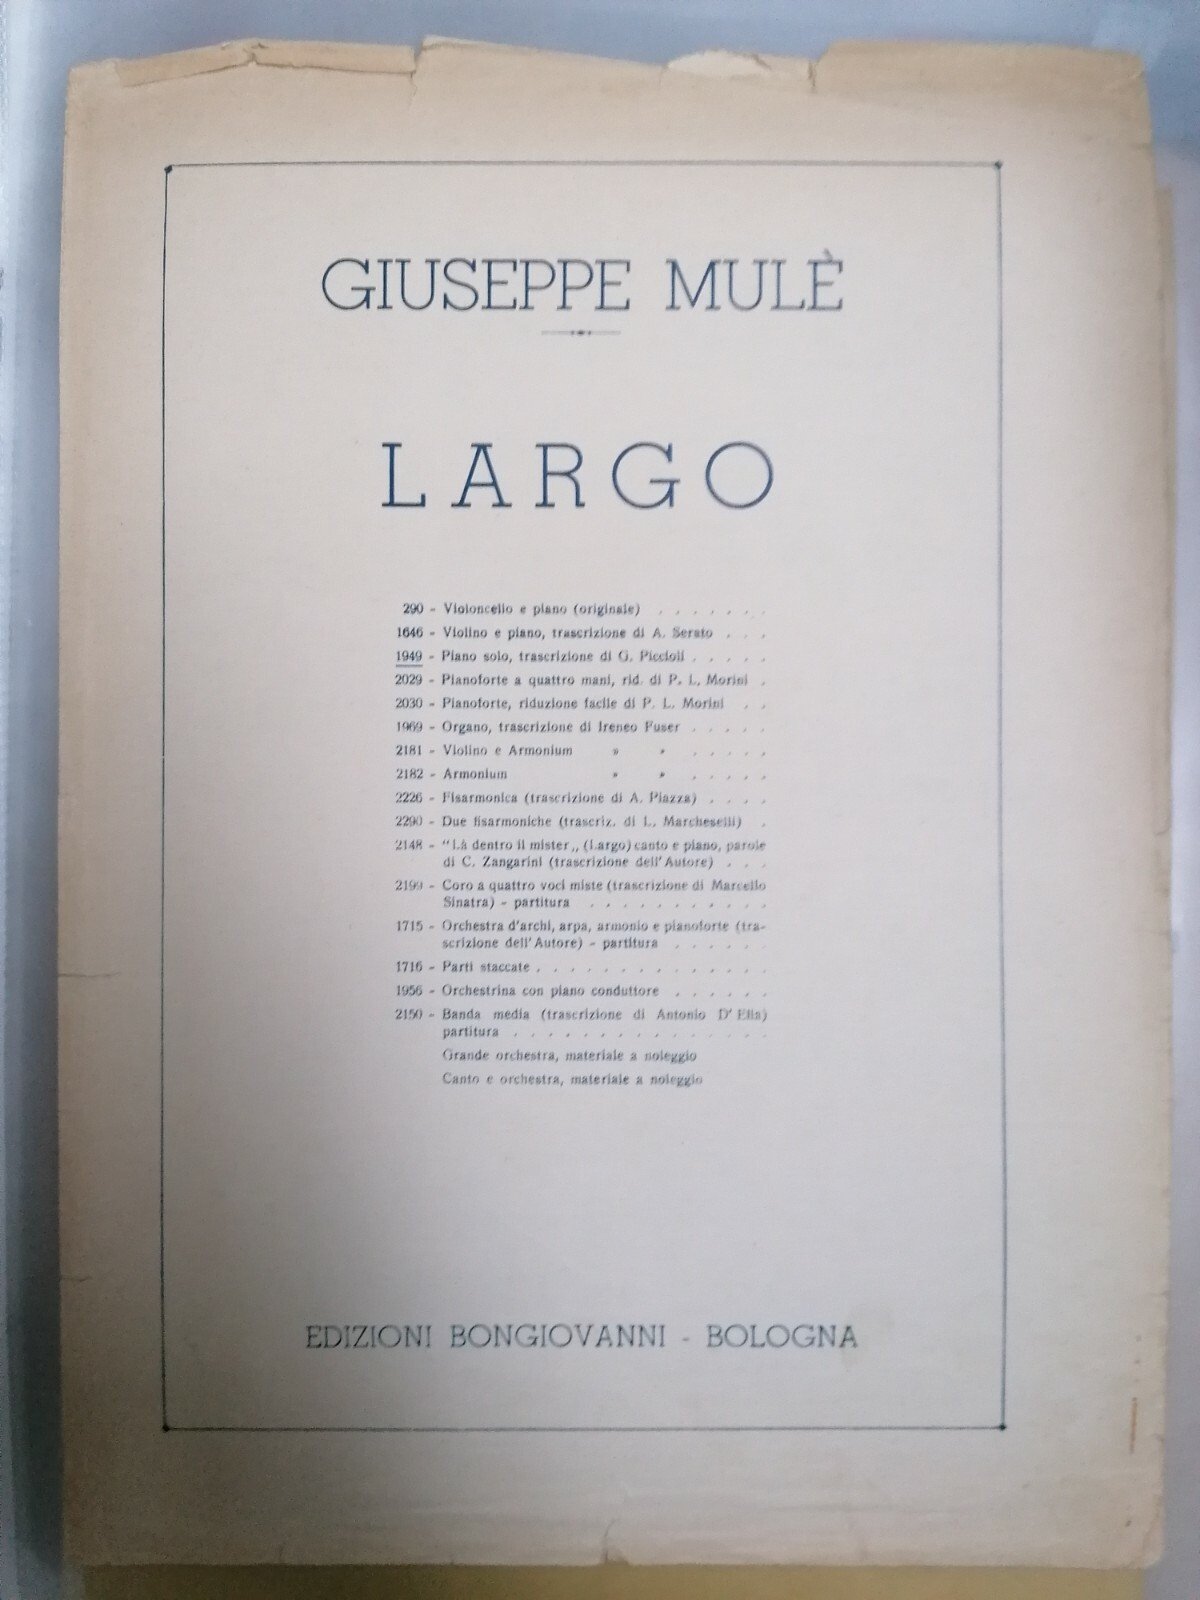 GIUSEPPE MULÈ
LARGO
290 - Violoncello e piano (originale) . . . . . . .
1646 - Violino e piano, trascrizione di A. Serato . . .
1949 - Piano solo, trascrizione di G. Piccioli . . . . .
2029 - Pianoforte a quattro mani, rid. di P. L. Morini .
2030 - Pianoforte, riduzione facile di P. L. Morini . .
1969 - Organo, trascrizione di Ireneo Fuser . . . . .
2181 - Violino e Armonium » » . . . . .
2182 - Armonium » » . . . . .
2226 - Fisarmonica (trascrizione di A. Piazza) . . . .
2290 - Due fisarmoniche (trascriz. di L. Marcheselli) .
2148 - "Là dentro il mister„ (Largo) canto e piano, parole
di C. Zangarini (trascrizione dell'Autore) . . .
2199 - Coro a quattro voci miste (trascrizione di Marcello
Sinatra) - partitura . . . . . . . . . . .
1715 - Orchestra d'archi, arpa, armonio e pianoforte (tra-
scrizione dell'Autore) - partitura . . . . . .
1716 - Parti staccate . . . . . . . . . . . . . .
1956 - Orchestrina con piano conduttore . . . . . .
2150 - Banda media (trascrizione di Antonio D'Elia)
partitura . . . . . . . . . . . . . . .
Grande orchestra, materiale a noleggio
Canto e orchestra, materiale a noleggio
EDIZIONI BONGIOVANNI - BOLOGNA